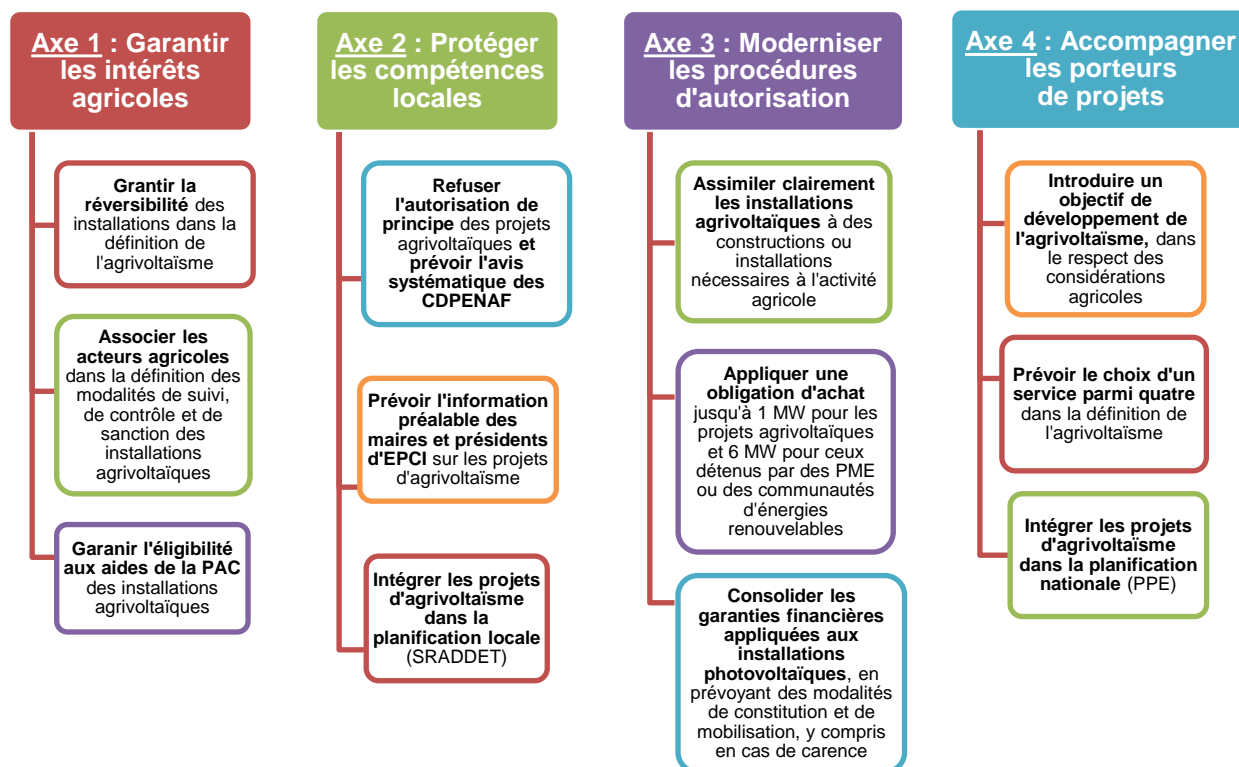 Axe 1 : Garantir
les intérêts
agricoles
Grantir la
réversibilité des
installations dans la
définition de
l'agrivoltaïsme
Associer les
acteurs agricoles
dans la définition des
modalités de suivi,
de contrôle et de
sanction des
installations
agrivoltaïques
Garanir l'éligibilité
aux aides de la PAC
des installations
agrivoltaïques
Axe 2 : Protéger
les compétences
locales
Refuser
l'autorisation de
principe des projets
agrivoltaïques et
prévoir l'avis
systématique des
CDPENAF
Prévoir l'information
préalable des
maires et présidents
d'EPCI sur les projets
d'agrivoltaïsme
Intégrer les projets
d'agrivoltaïsme
dans la
planification locale
(SRADDET)
Axe 3 : Moderniser
les procédures
d'autorisation
Assimiler clairement
les installations
agrivoltaïques à des
constructions ou
installations
nécessaires à l'activité
agricole
Appliquer une
obligation d'achat
jusqu'à 1 MW pour les
projets agrivoltaïques
et 6 MW pour ceux
détenus par des PME
ou des communautés
d'énergies
renouvelables
Consolider les
garanties financières
appliquées aux
installations
photovoltaïques, en
prévoyant des modalités
de constitution et de
mobilisation, y compris
en cas de carence
Axe 4 : Accompagner
les porteurs
de projets
Introduire un
objectif de
développement de
l'agrivoltaïsme, dans
le respect des
considérations
agricoles
Prévoir le choix d'un
service parmi quatre
dans la définition de
l'agrivoltaïsme
Intégrer les projets
d'agrivoltaïsme
dans la planification
nationale (PPE)